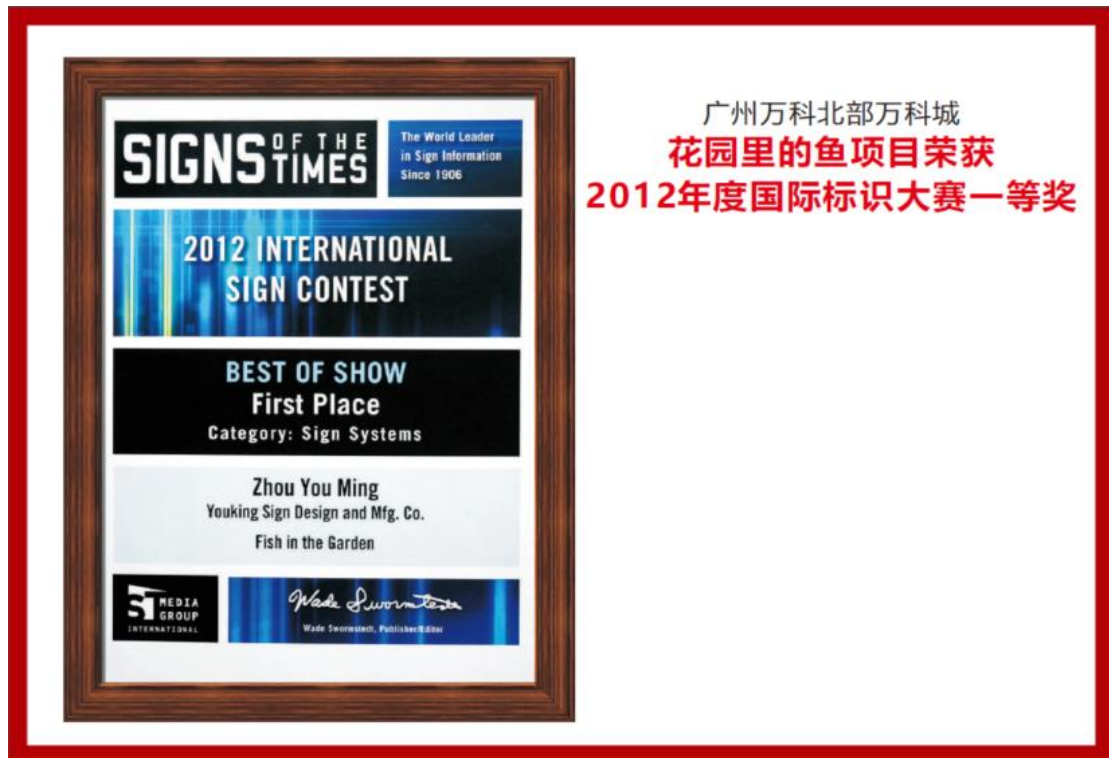 SIGNS OF THE TIMES
The World Leader
in Sign Information
Since 1906
2012 INTERNATIONAL
SIGN CONTEST
BEST OF SHOW
First Place
Category: Sign Systems
Zhou You Ming
Youking Sign Design and Mfg. Co.
Fish in the Garden
ST MEDIA
GROUP
INTERNATIONAL
Wade Swormstedt, Publisher/Editor
广州万科北部万科城
花园里的鱼项目荣获
2012年度国际标识大赛一等奖